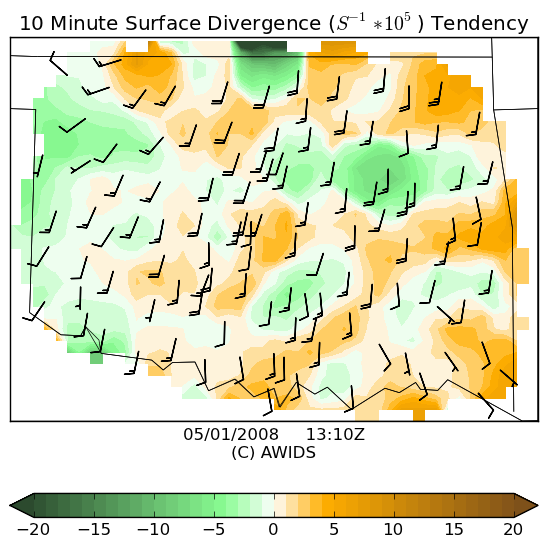 10 Minute Surface Divergence (S⁻¹ *10⁵ ) Tendency
05/01/2008 13:10Z
(C) AWIDS
−20 −15 −10 −5 0 5 10 15 20